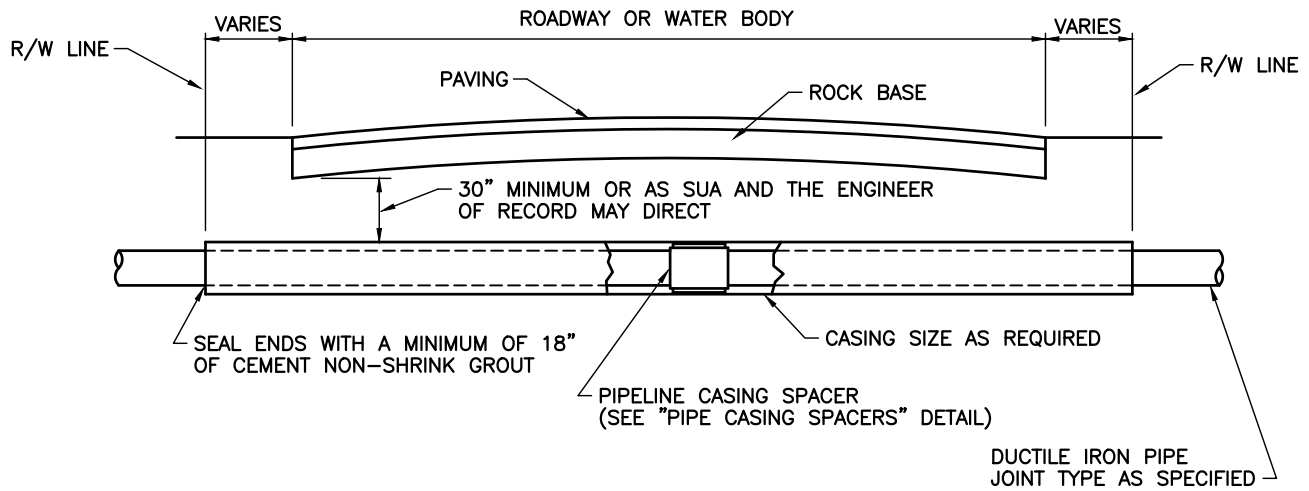 VARIES
ROADWAY OR WATER BODY
VARIES
R/W LINE
R/W LINE
PAVING
ROCK BASE
30” MINIMUM OR AS SUA AND THE ENGINEER
OF RECORD MAY DIRECT
SEAL ENDS WITH A MINIMUM OF 18”
OF CEMENT NON–SHRINK GROUT
CASING SIZE AS REQUIRED
PIPELINE CASING SPACER
(SEE ”PIPE CASING SPACERS” DETAIL)
DUCTILE IRON PIPE
JOINT TYPE AS SPECIFIED